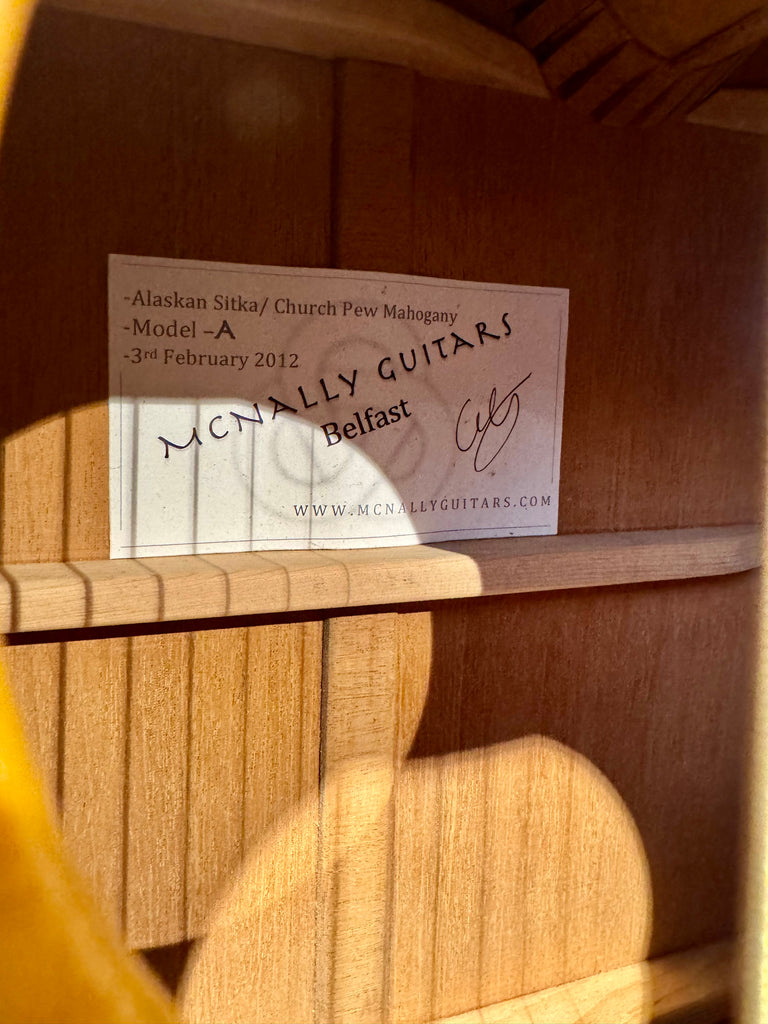 -Alaskan Sitka/ Church Pew Mahogany
-Model –A
-3rd February 2012
MCNALLY GUITARS
Belfast
WWW.MCNALLYGUITARS.COM